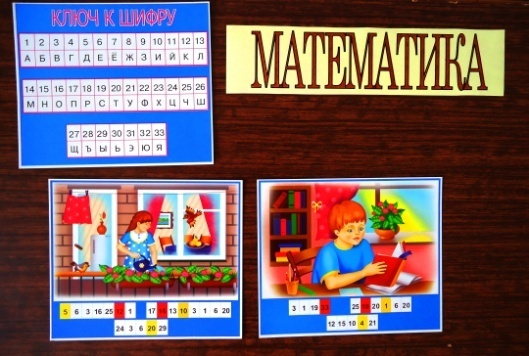 КЛЮЧ К ШИФРУ
1 2 3 4 5 6 7 8 9 10 11 12 13
А Б В Г Д Е Ё Ж З И Й К Л
14 15 16 17 18 19 20 21 22 23 24 25 26
М Н О П Р С Т У Ф Х Ц Ч Ш
27 28 29 30 31 32 33
Щ Ъ Ы Ь Э Ю Я
МАТЕМАТИКА
5 6 3 16 25 12 1 17 16 13 10 3 1 6 20
24 3 6 20 29
3 1 19 33 25 10 20 1 6 20
12 15 10 4 21